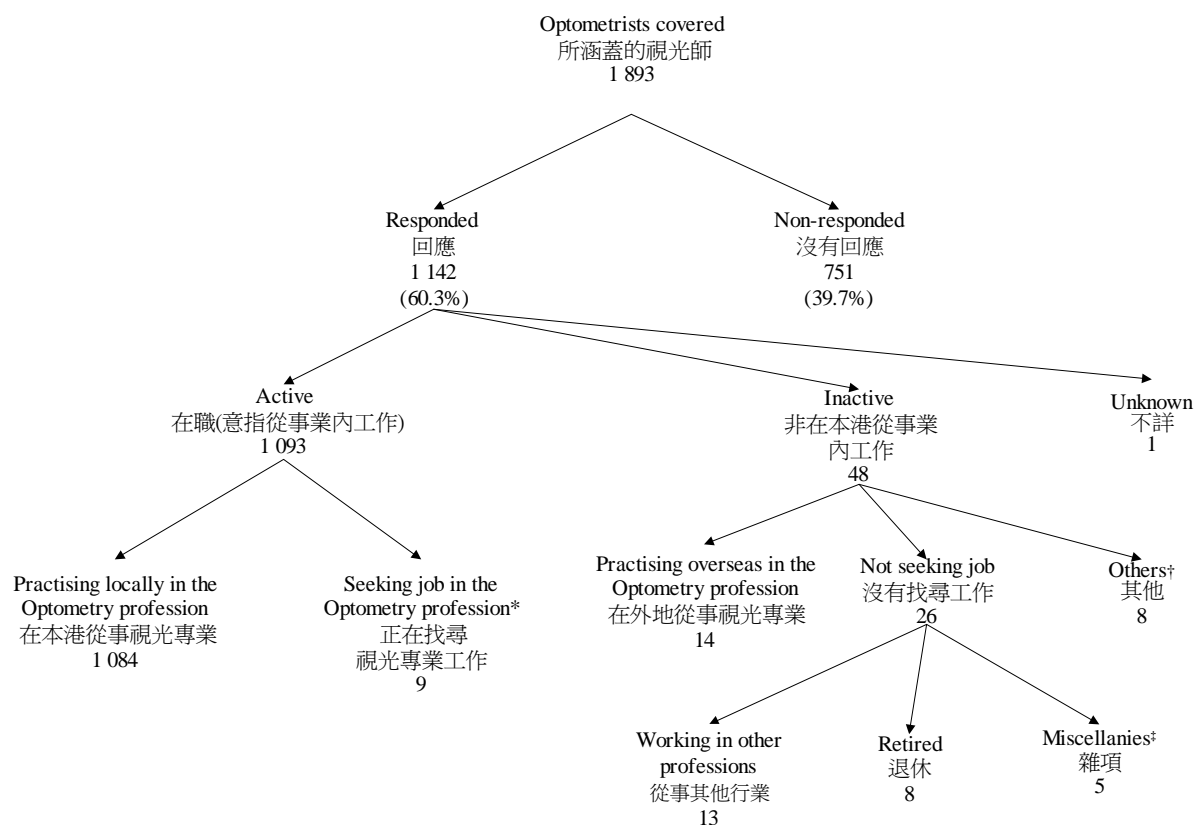 Optometrists covered
所涵蓋的視光師
1 893
Responded
回應
1 142
(60.3%)
Non-responded
沒有回應
751
(39.7%)
Active
在職(意指從事業內工作)
1 093
Inactive
非在本港從事業
內工作
48
Unknown
不詳
1
Practising locally in the
Optometry profession
在本港從事視光專業
1 084
Seeking job in the
Optometry profession*
正在找尋
視光專業工作
9
Practising overseas in the
Optometry profession
在外地從事視光專業
14
Not seeking job
沒有找尋工作
26
Others†
其他
8
Working in other
professions
從事其他行業
13
Retired
退休
8
Miscellanies‡
雜項
5